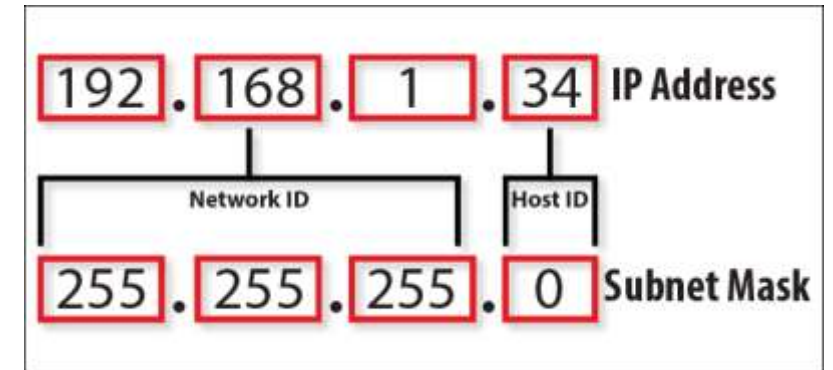 192.168.1.34 IP Address
Network ID Host ID
255.255.255.0 Subnet Mask